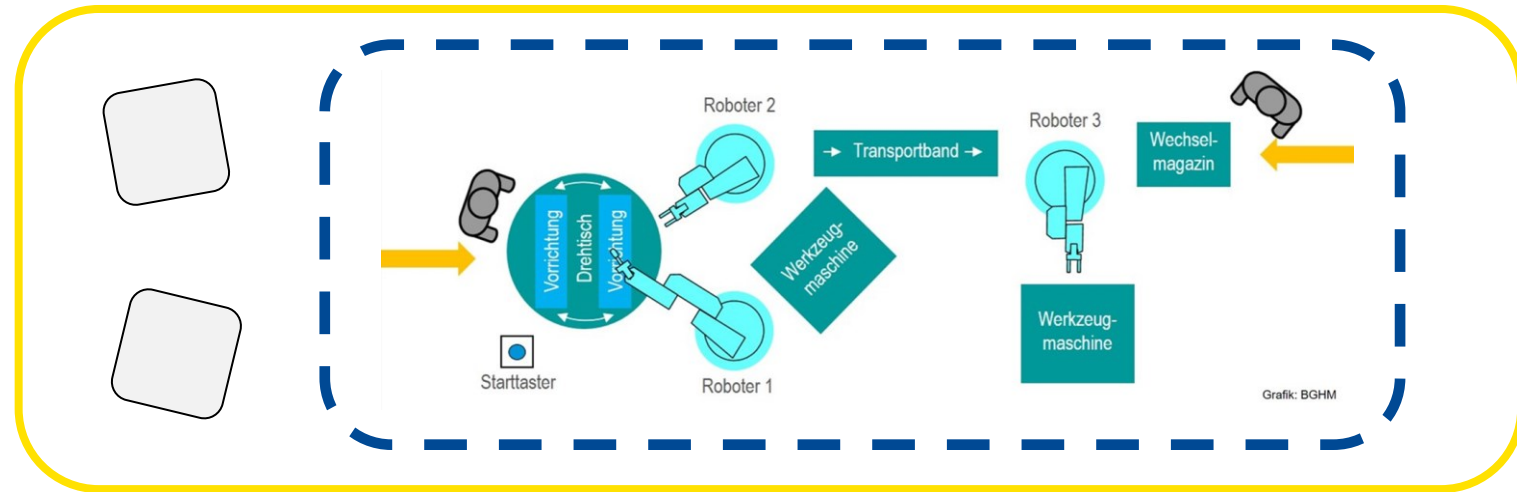 Roboter 2
Roboter 3
→ Transportband →
Wechsel-
magazin
Vorrichtung
Drehtisch
Vorrichtung
Werkzeug-
maschine
Werkzeug-
maschine
Starttaster
Roboter 1
Grafik: BGHM